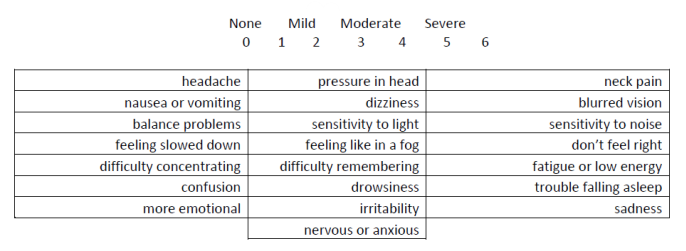 None Mild Moderate Severe
0 1 2 3 4 5 6
headache pressure in head neck pain
nausea or vomiting dizziness blurred vision
balance problems sensitivity to light sensitivity to noise
feeling slowed down feeling like in a fog don’t feel right
difficulty concentrating difficulty remembering fatigue or low energy
confusion drowsiness trouble falling asleep
more emotional irritability sadness
nervous or anxious